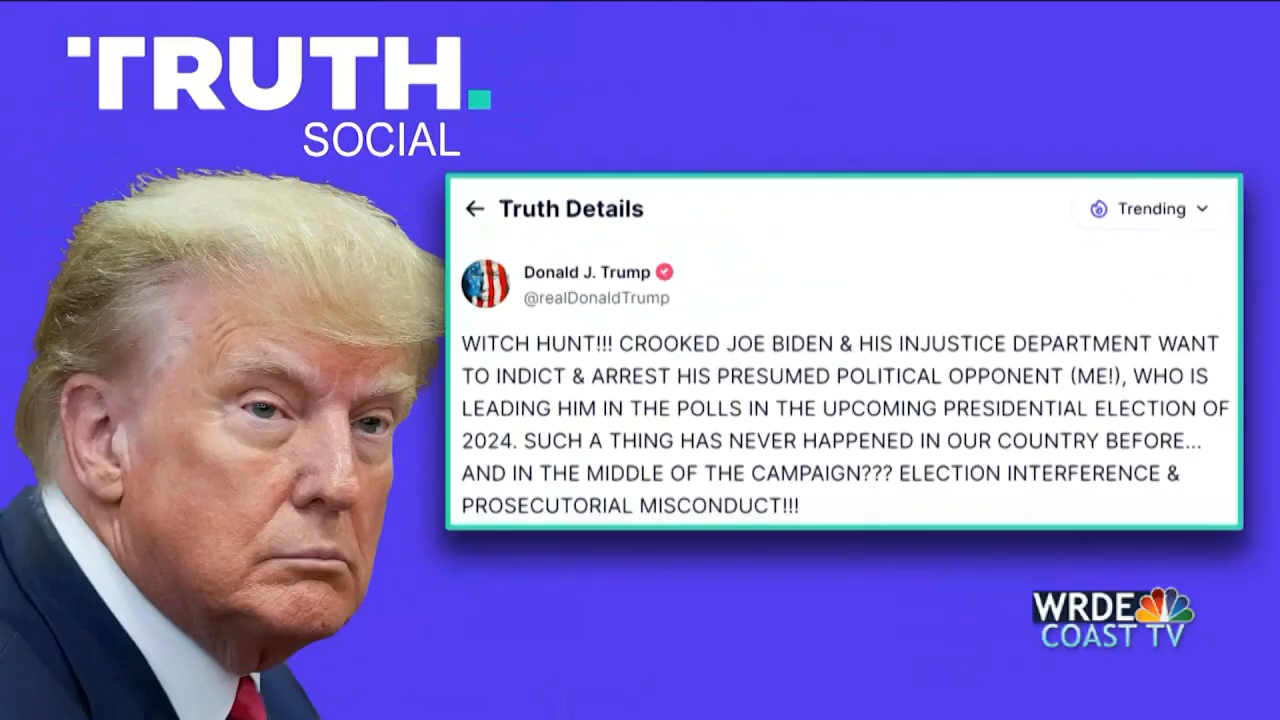 TRUTH.
SOCIAL
← Truth Details
Trending
Donald J. Trump
@realDonaldTrump
WITCH HUNT!!! CROOKED JOE BIDEN & HIS INJUSTICE DEPARTMENT WANT
TO INDICT & ARREST HIS PRESUMED POLITICAL OPPONENT (ME!), WHO IS
LEADING HIM IN THE POLLS IN THE UPCOMING PRESIDENTIAL ELECTION OF
2024. SUCH A THING HAS NEVER HAPPENED IN OUR COUNTRY BEFORE...
AND IN THE MIDDLE OF THE CAMPAIGN??? ELECTION INTERFERENCE &
PROSECUTORIAL MISCONDUCT!!!
WRDE
COAST TV